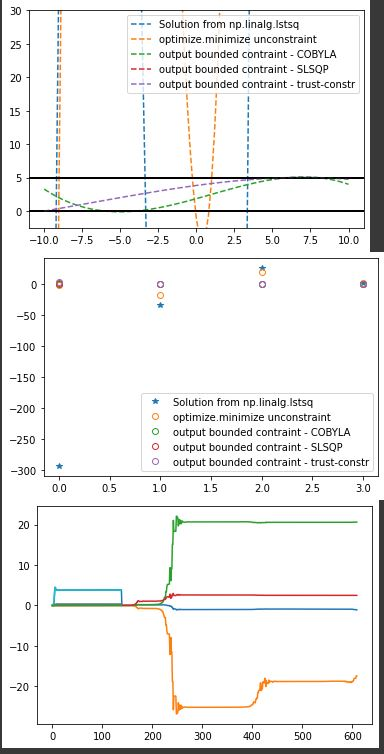 30
25
20
15
10
5
0
Solution from np.linalg.lstsq
optimize.minimize unconstraint
output bounded contraint - COBYLA
output bounded contraint - SLSQP
output bounded contraint - trust-constr
−10.0 −7.5 −5.0 −2.5 0.0 2.5 5.0 7.5 10.0
0
−50
−100
−150
−200
−250
−300
Solution from np.linalg.lstsq
optimize.minimize unconstraint
output bounded contraint - COBYLA
output bounded contraint - SLSQP
output bounded contraint - trust-constr
0.0 0.5 1.0 1.5 2.0 2.5 3.0
20
10
0
−10
−20
0 100 200 300 400 500 600